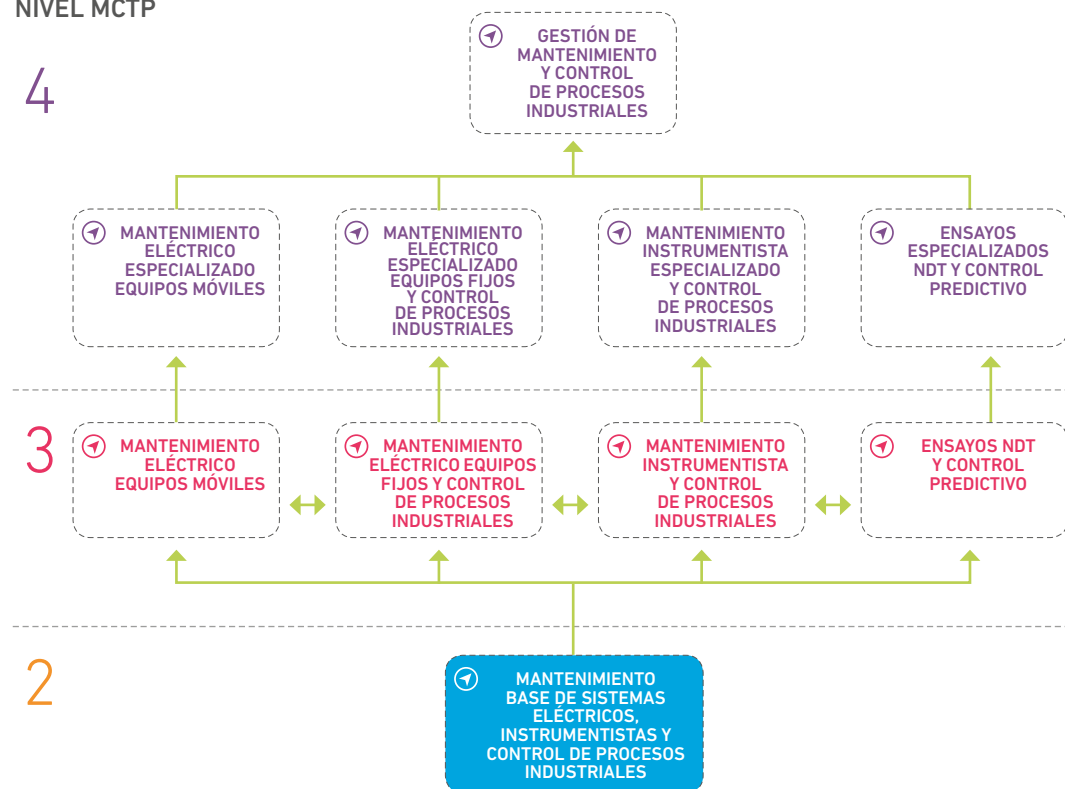 NIVEL MCTP
4
GESTIÓN DE
MANTENIMIENTO
Y CONTROL
DE PROCESOS
INDUSTRIALES
MANTENIMIENTO
ELÉCTRICO
ESPECIALIZADO
EQUIPOS MÓVILES
MANTENIMIENTO
ELÉCTRICO
ESPECIALIZADO
EQUIPOS FIJOS
Y CONTROL
DE PROCESOS
INDUSTRIALES
MANTENIMIENTO
INSTRUMENTISTA
ESPECIALIZADO
Y CONTROL
DE PROCESOS
INDUSTRIALES
ENSAYOS
ESPECIALIZADOS
NDT Y CONTROL
PREDICTIVO
3
MANTENIMIENTO
ELÉCTRICO
EQUIPOS MÓVILES
MANTENIMIENTO
ELÉCTRICO EQUIPOS
FIJOS Y CONTROL
DE PROCESOS
INDUSTRIALES
MANTENIMIENTO
INSTRUMENTISTA
Y CONTROL
DE PROCESOS
INDUSTRIALES
ENSAYOS NDT
Y CONTROL
PREDICTIVO
2
MANTENIMIENTO
BASE DE SISTEMAS
ELÉCTRICOS,
INSTRUMENTISTAS Y
CONTROL DE PROCESOS
INDUSTRIALES